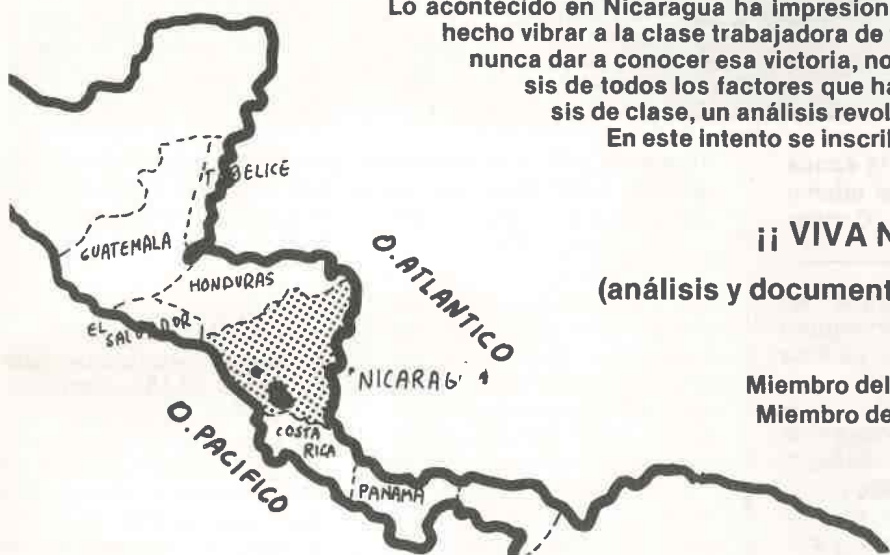 Lo acontecido en Nicaragua ha impresion
hecho vibrar a la clase trabajadora de
nunca dar a conocer esa victoria, no
sis de todos los factores que ha
sis de clase, un análisis revol
En este intento se inscri
BELICE
GUATEMALA
HONDURAS
O. ATLANTICO
¡¡ VIVA N
(análisis y document
EL SALVADOR
NICARAG
Miembro del
Miembro de
COSTA
RICA
O. PACIFICO
PANAMA